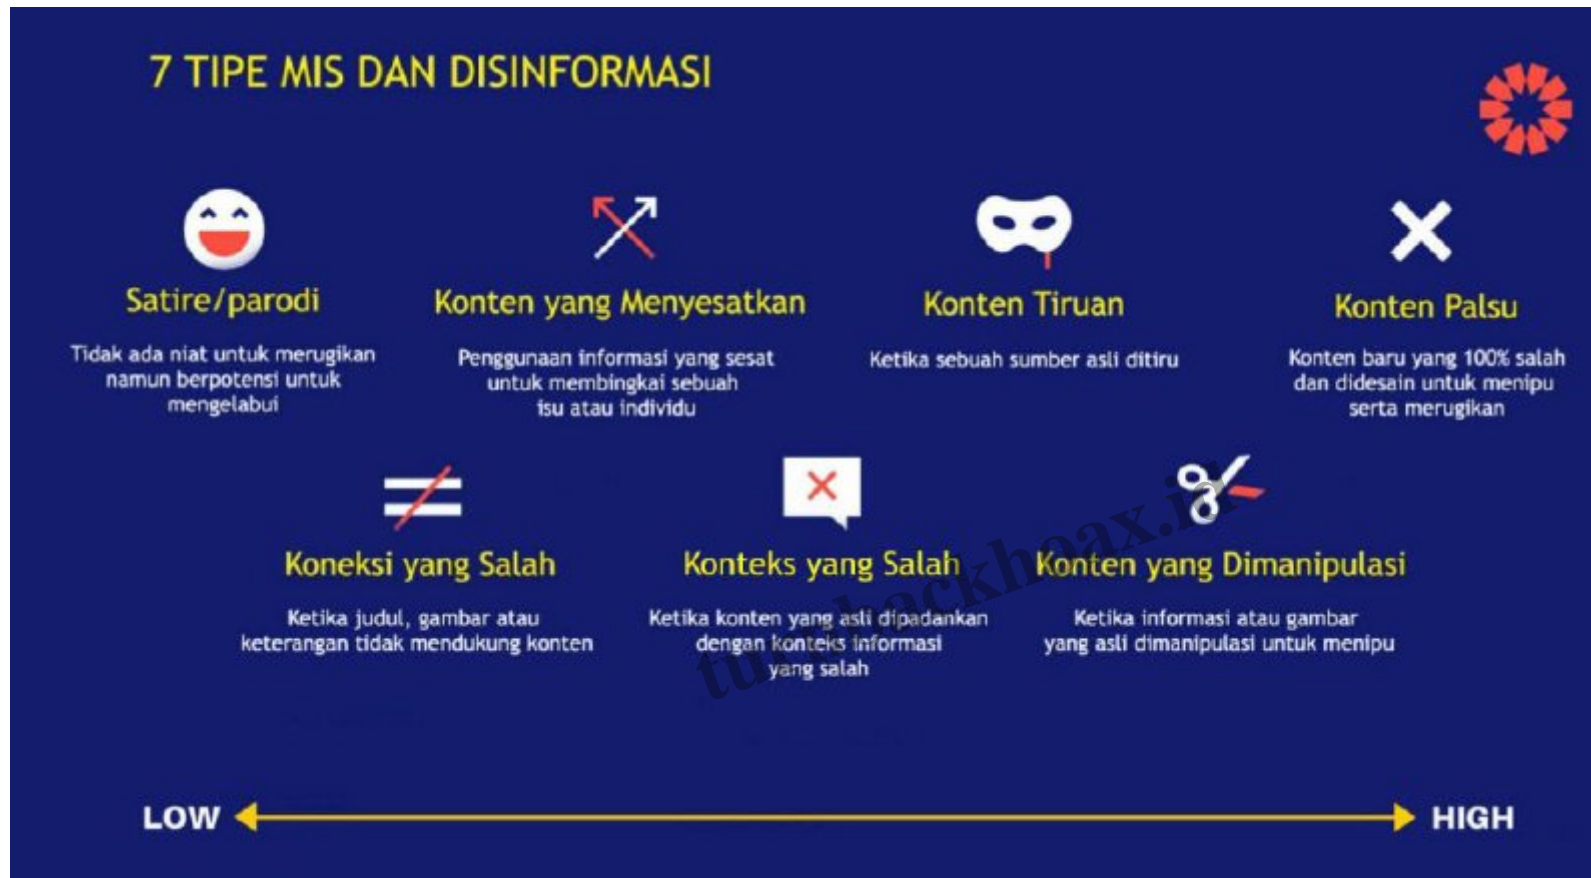 7 TIPE MIS DAN DISINFORMASI
Satire/parodi
Tidak ada niat untuk merugikan
namun berpotensi untuk
mengelabui
Konten yang Menyesatkan
Penggunaan informasi yang sesat
untuk membingkai sebuah
isu atau individu
Konten Tiruan
Ketika sebuah sumber asli ditiru
Konten Palsu
Konten baru yang 100% salah
dan didesain untuk menipu
serta merugikan
Koneksi yang Salah
Ketika judul, gambar atau
keterangan tidak mendukung konten
Konteks yang Salah
Ketika konten yang asli dipadankan
dengan konteks informasi
yang salah
Konten yang Dimanipulasi
Ketika informasi atau gambar
yang asli dimanipulasi untuk menipu
turnbackhoax.id
LOW
HIGH